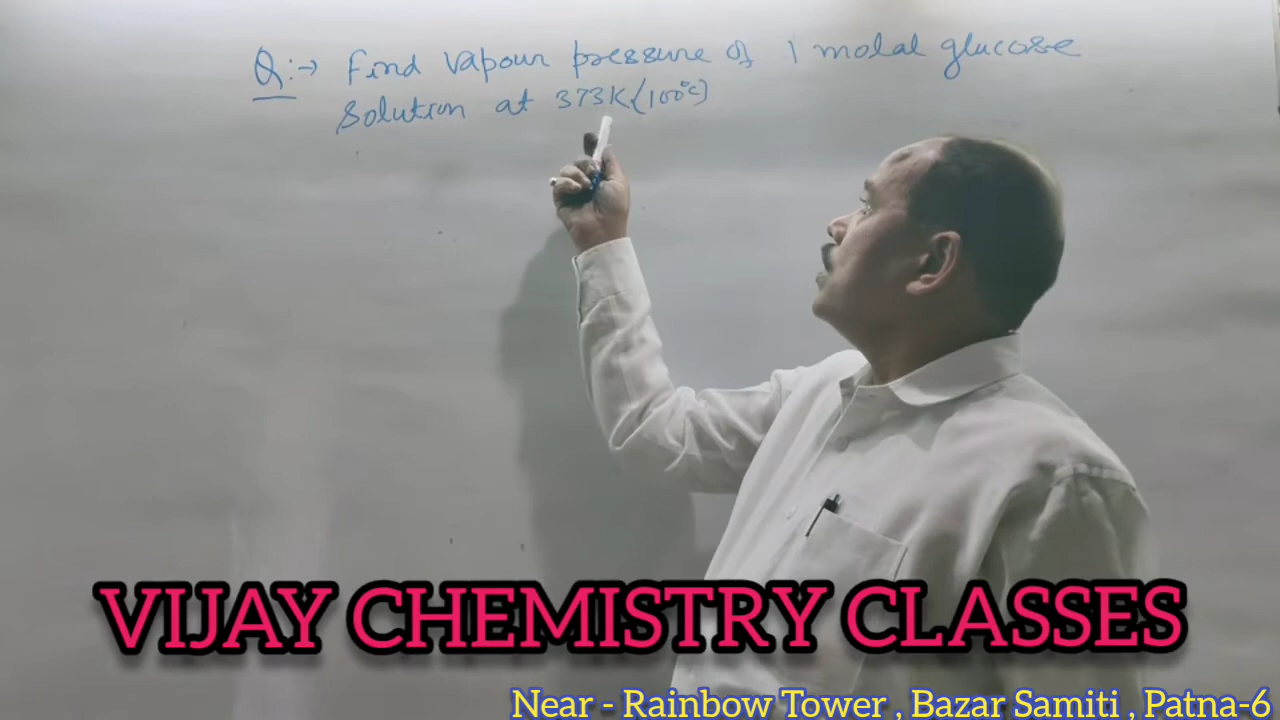 Q:→ Find vapour pressure of 1 molal glucose
solution at 373K(100°C)
VIJAY CHEMISTRY CLASSES
Near - Rainbow Tower , Bazar Samiti , Patna-6